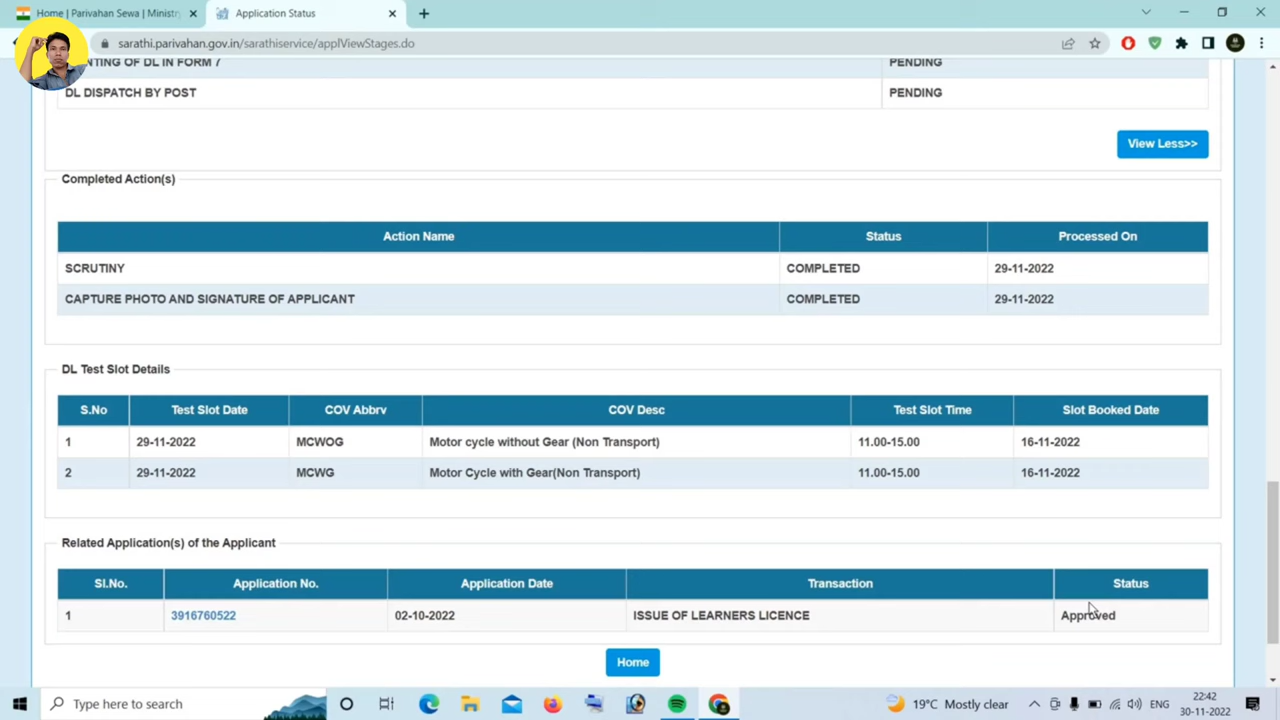 Home | Parivahan Sewa | Ministr
Application Status
sarathi.parivahan.gov.in/sarathiservice/applViewStages.do
NTING OF DL IN FORM 7 PENDING
DL DISPATCH BY POST PENDING
View Less>>
Completed Action(s)
Action Name Status Processed On
SCRUTINY COMPLETED 29-11-2022
CAPTURE PHOTO AND SIGNATURE OF APPLICANT COMPLETED 29-11-2022
DL Test Slot Details
S.No Test Slot Date COV Abbrv COV Desc Test Slot Time Slot Booked Date
1 29-11-2022 MCWOG Motor cycle without Gear (Non Transport) 11.00-15.00 16-11-2022
2 29-11-2022 MCWG Motor Cycle with Gear(Non Transport) 11.00-15.00 16-11-2022
Related Application(s) of the Applicant
Sl.No. Application No. Application Date Transaction Status
1 3916760522 02-10-2022 ISSUE OF LEARNERS LICENCE Approved
Home
Type here to search
19°C Mostly clear
ENG
22:42
30-11-2022